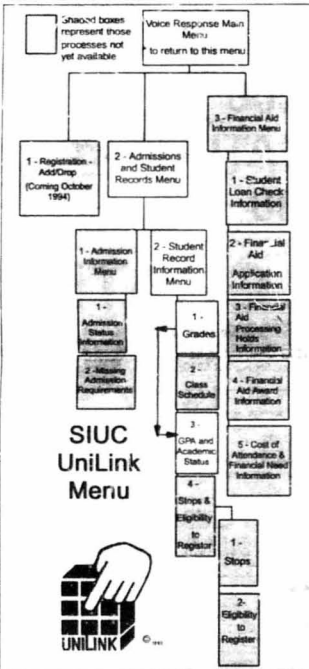 Shaded boxes
represent those
processes not
yet available
Voice Response Main
Menu
to return to this menu
3 - Financial Aid
Information Menu
1 - Registration -
Add/Drop
(Coming October
1994)
2 - Admissions
and Student
Records Menu
1 - Student
Loan Check
Information
1 - Admission
Information
Menu
2 - Student
Record
Information
Menu
2 - Financial
Aid
Application
Information
1 -
Admission
Status
Information
2 - Missing
Admission
Requirements
1 -
Grades
2 -
Class
Schedule
3 -
GPA and
Academic
Status
4 -
Stops &
Eligibility
to
Register
3 - Financial
Aid
Processing
Holds
Information
4 - Financial
Aid Award
Information
5 - Cost of
Attendance &
Financial Need
Information
SIUC
UniLink
Menu
1 -
Stops
2 -
Eligibility to
Register
UNILINK
©